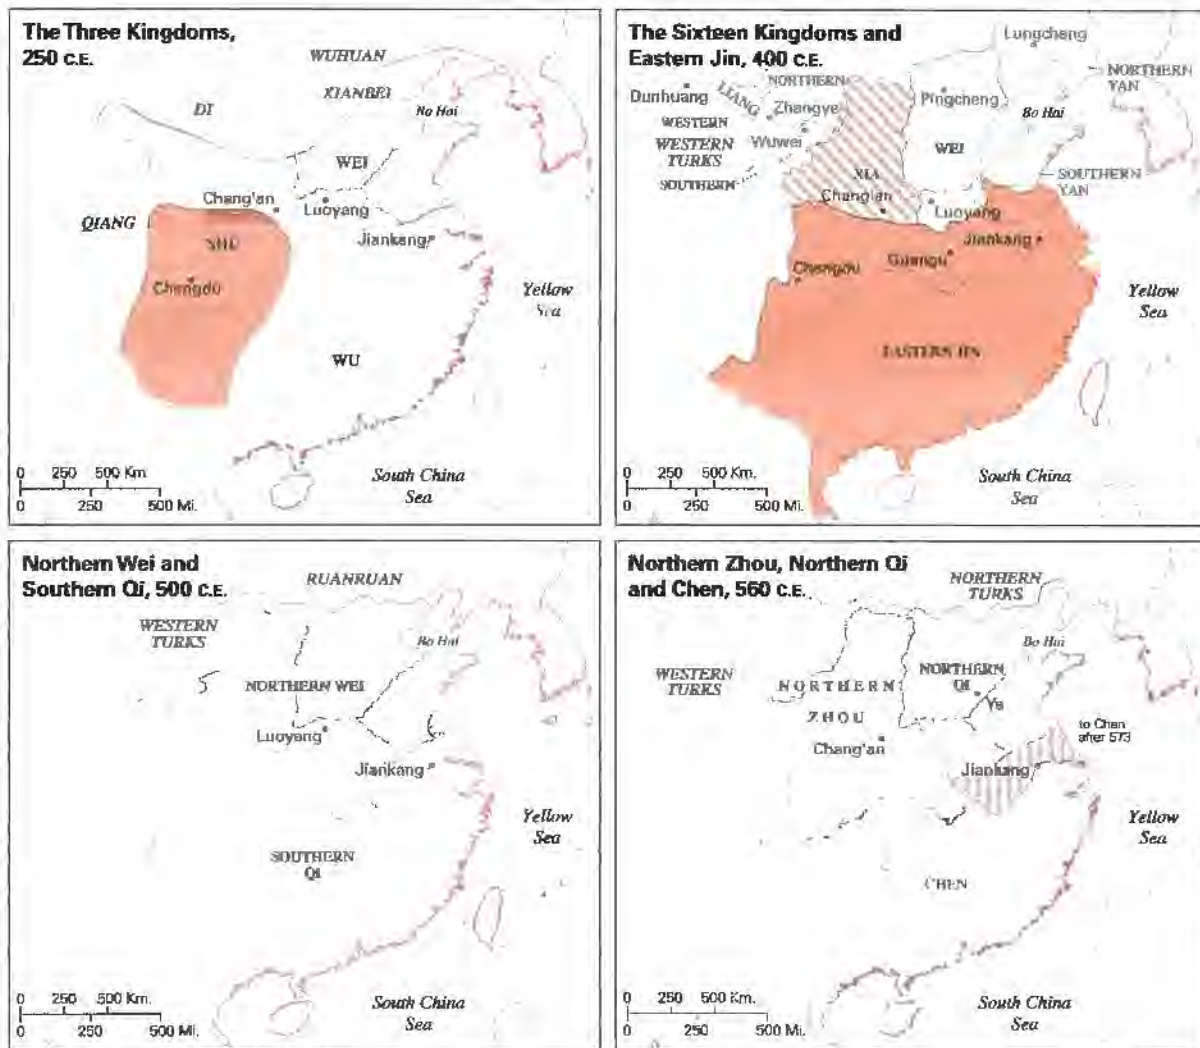 The Three Kingdoms,
250 C.E.
WUHUAN
XIANBEI
DI
Bo Hai
WEI
Chang'an
Luoyang
QIANG
SHU
Jiankang
Chengdu
Yellow
Sea
WU
0 250 500 Km.
0 250 500 Mi.
South China
Sea
The Sixteen Kingdoms and
Eastern Jin, 400 C.E.
Lungcheng
NORTHERN
YAN
NORTHERN
Dunhuang
LIANG
Zhangye
Pingcheng
Bo Hai
WESTERN
WESTERN
TURKS
Wuwei
WEI
SOUTHERN
XIA
SOUTHERN
YAN
Chang'an
Luoyang
Jiankang
Guangu
Chengdu
Yellow
Sea
EASTERN JIN
0 250 500 Km.
0 250 500 Mi.
South China
Sea
Northern Wei and
Southern Qi, 500 C.E.
RUANRUAN
WESTERN
TURKS
Bo Hai
NORTHERN WEI
Luoyang
Jiankang
Yellow
Sea
SOUTHERN
QI
0 250 500 Km.
0 250 500 Mi.
South China
Sea
Northern Zhou, Northern Qi
and Chen, 560 C.E.
NORTHERN
TURKS
Bo Hai
WESTERN
TURKS
NORTHERN
QI
NORTHERN
ZHOU
Ye
Chang'an
to Chen
after 573
Jiankang
Yellow
Sea
CHEN
0 250 500 Km.
0 250 500 Mi.
South China
Sea